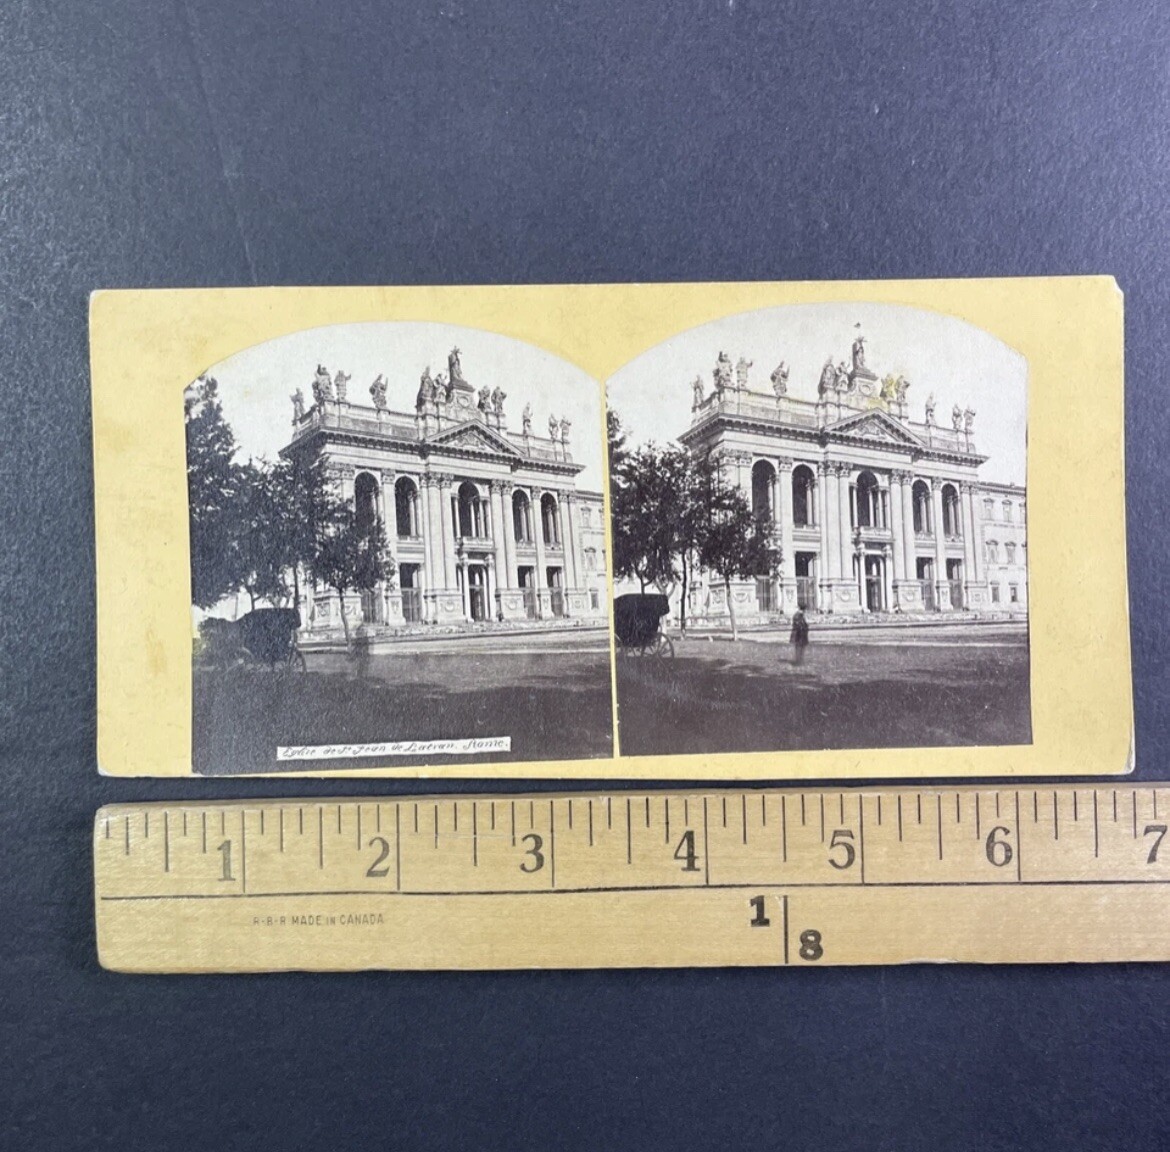 Eglise de St. Jean de Latran. Rome.
1 2 3 4 5 6 7
R-B-R MADE IN CANADA
1
8